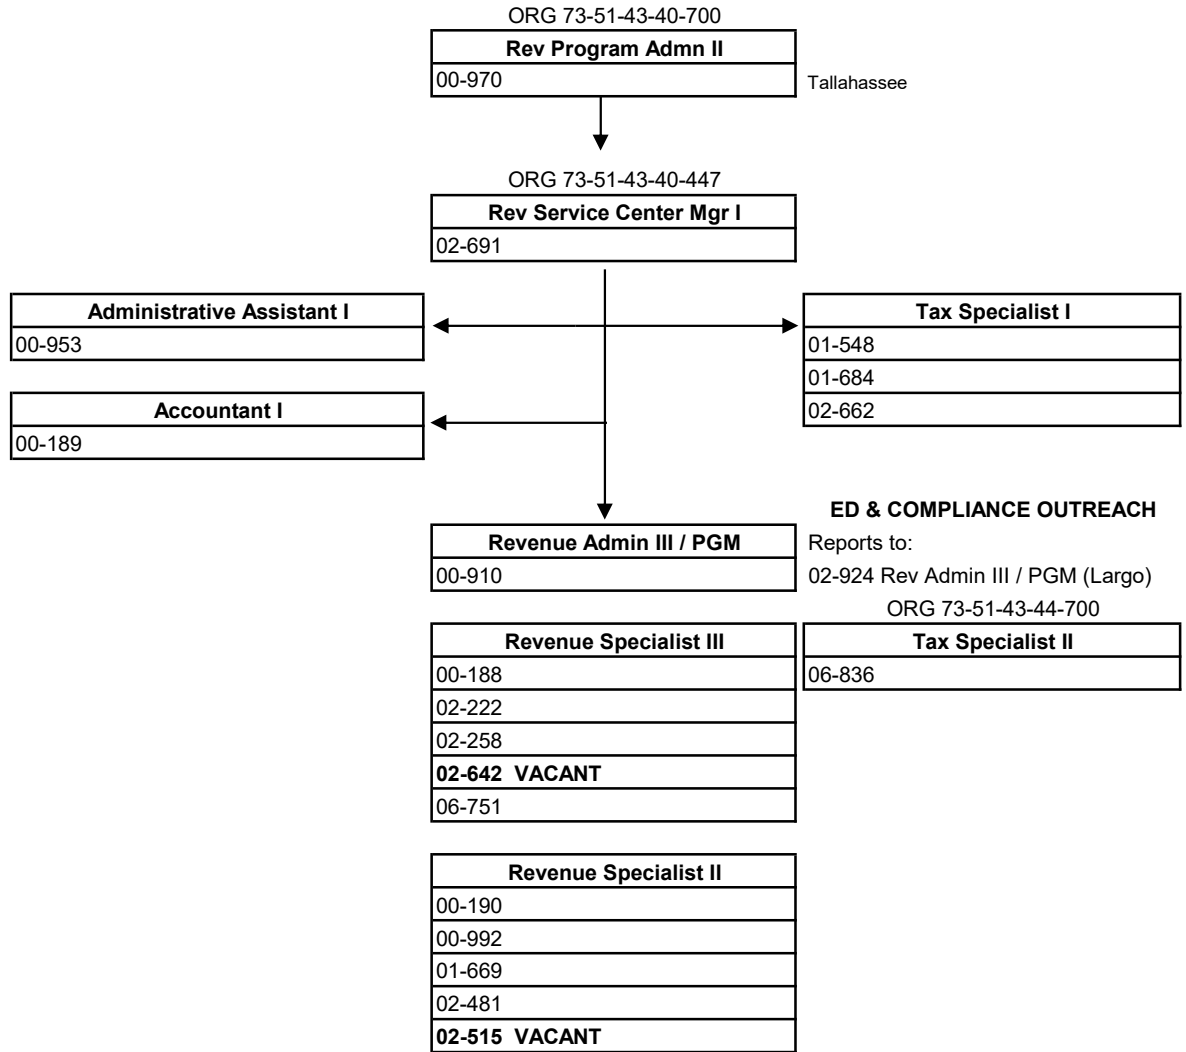 ORG 73-51-43-40-700
Rev Program Admn II
00-970
Tallahassee
ORG 73-51-43-40-447
Rev Service Center Mgr I
02-691
Administrative Assistant I
00-953
Tax Specialist I
01-548
01-684
02-662
Accountant I
00-189
Revenue Admin III / PGM
00-910
ED & COMPLIANCE OUTREACH
Reports to:
02-924 Rev Admin III / PGM (Largo)
ORG 73-51-43-44-700
Tax Specialist II
06-836
Revenue Specialist III
00-188
02-222
02-258
02-642 VACANT
06-751
Revenue Specialist II
00-190
00-992
01-669
02-481
02-515 VACANT